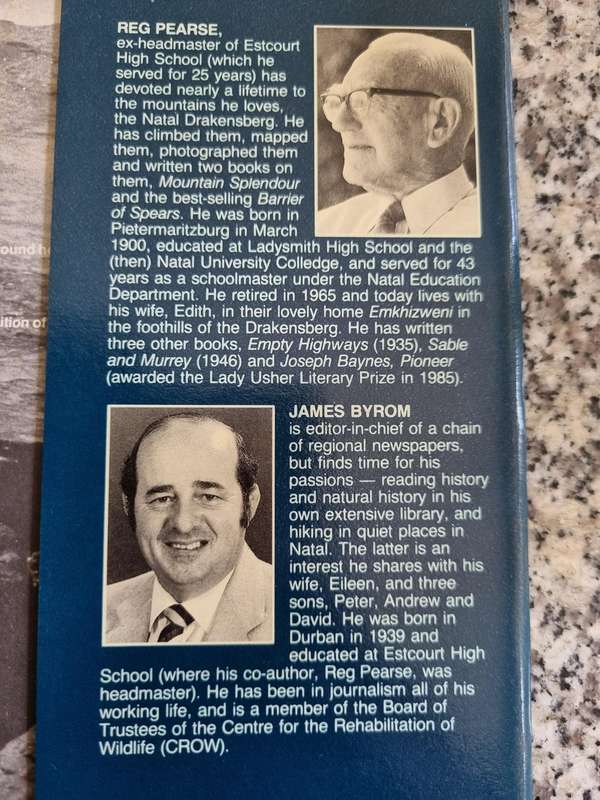 REG PEARSE,
ex-headmaster of Estcourt
High School (which he
served for 25 years) has
devoted nearly a lifetime to
the mountains he loves,
the Natal Drakensberg. He
has climbed them, mapped
them, photographed them
and written two books on
them, Mountain Splendour
and the best-selling Barrier
of Spears. He was born in
Pietermaritzburg in March
1900, educated at Ladysmith High School and the
(then) Natal University Colledge, and served for 43
years as a schoolmaster under the Natal Education
Department. He retired in 1965 and today lives with
his wife, Edith, in their lovely home Emkhizweni in
the foothills of the Drakensberg. He has written
three other books, Empty Highways (1935), Sable
and Murrey (1946) and Joseph Baynes, Pioneer
(awarded the Lady Usher Literary Prize in 1985).
JAMES BYROM
is editor-in-chief of a chain
of regional newspapers,
but finds time for his
passions — reading history
and natural history in his
own extensive library, and
hiking in quiet places in
Natal. The latter is an
interest he shares with his
wife, Eileen, and three
sons, Peter, Andrew and
David. He was born in
Durban in 1939 and
educated at Estcourt High
School (where his co-author, Reg Pearse, was
headmaster). He has been in journalism all of his
working life, and is a member of the Board of
Trustees of the Centre for the Rehabilitation of
Wildlife (CROW).